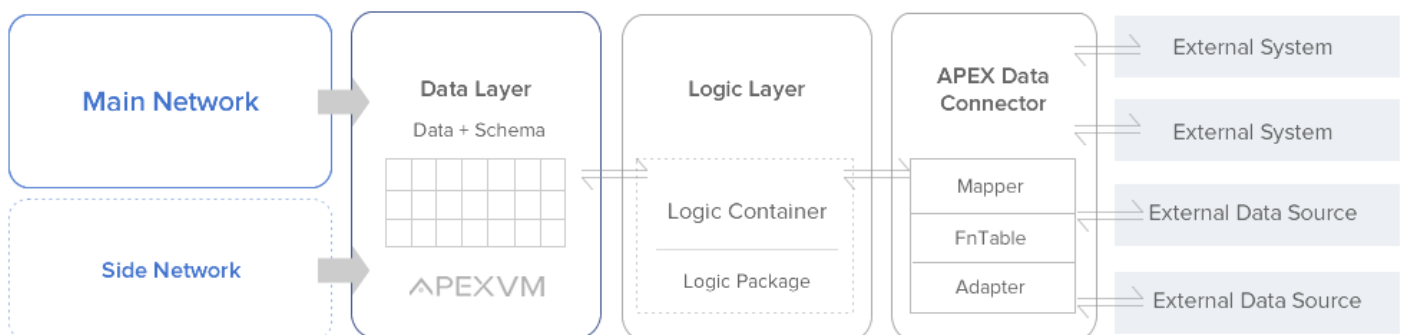 Main Network
Side Network
Data Layer
Data + Schema
APEXVM
Logic Layer
Logic Container
Logic Package
APEX Data
Connector
Mapper
FnTable
Adapter
External System
External System
External Data Source
External Data Source